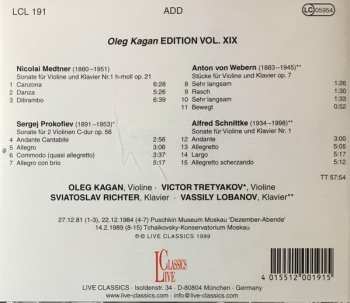 LCL 191
ADD
LC 05954
Oleg Kagan EDITION VOL. XIX
Nicolai Medtner (1880–1951)
Sonate für Violine und Klavier Nr.1 h-moll op. 21
1 Canzona 6:28
2 Danza 5:26
3 Ditirambo 6:39
Sergej Prokofiev (1891–1953)*
Sonate für 2 Violinen C-dur op. 56
4 Andante Cantabile 3:12
5 Allegro 3:06
6 Commodo (quasi allegretto) 3:32
7 Allegro con brio 5:15
Anton von Webern (1883–1945)**
Stücke für Violine und Klavier op. 7
8 Sehr langsam :26
9 Rasch 1:30
10 Sehr langsam 1:33
11 Bewegt 0:52
Alfred Schnittke (1934–1998)**
Sonate für Violine und Klavier Nr. 1
12 Andante 2:56
13 Allegretto 3:05
14 Largo 5:17
15 Allegretto scherzando 5:12
TT 57:54
OLEG KAGAN, Violine · VICTOR TRETYAKOV*, Violine
SVIATOSLAV RICHTER, Klavier · VASSILY LOBANOV, Klavier**
27.12.81 (1-3), 22.12.1984 (4-7) Puschkin Museum Moskau 'Dezember-Abende'
14.2.1989 (8-15) Tchaikovsky-Konservatorium Moskau
© LIVE CLASSICS 1999
LIVE CLASSICS
LIVE CLASSICS · Isoldenstr. 34 · D-80804 München · Germany
www.live-classics.com · info@live-classics.com
4 015512 001915